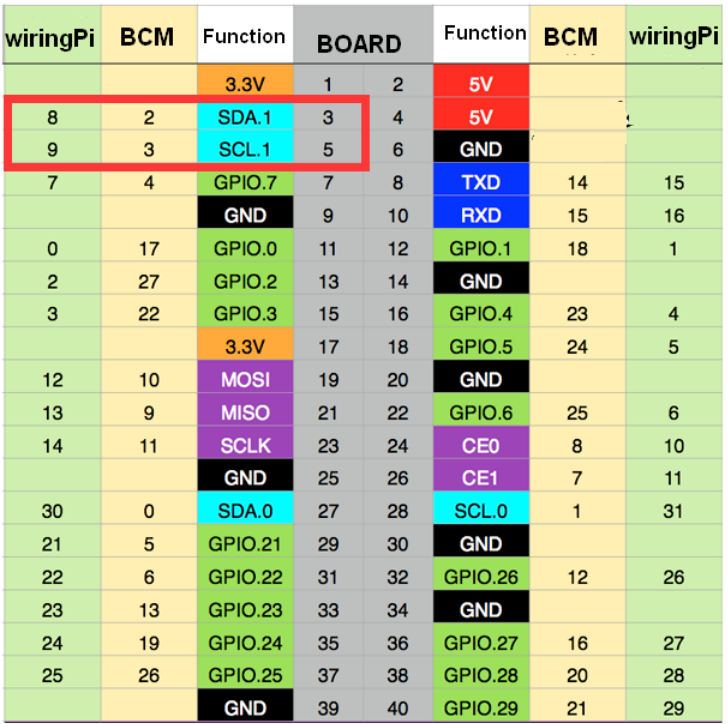 wiringPi BCM Function BOARD Function BCM wiringPi
3.3V 1 2 5V
8 2 SDA.1 3 4 5V
9 3 SCL.1 5 6 GND
7 4 GPIO.7 7 8 TXD 14 15
GND 9 10 RXD 15 16
0 17 GPIO.0 11 12 GPIO.1 18 1
2 27 GPIO.2 13 14 GND
3 22 GPIO.3 15 16 GPIO.4 23 4
3.3V 17 18 GPIO.5 24 5
12 10 MOSI 19 20 GND
13 9 MISO 21 22 GPIO.6 25 6
14 11 SCLK 23 24 CE0 8 10
GND 25 26 CE1 7 11
30 0 SDA.0 27 28 SCL.0 1 31
21 5 GPIO.21 29 30 GND
22 6 GPIO.22 31 32 GPIO.26 12 26
23 13 GPIO.23 33 34 GND
24 19 GPIO.24 35 36 GPIO.27 16 27
25 26 GPIO.25 37 38 GPIO.28 20 28
GND 39 40 GPIO.29 21 29